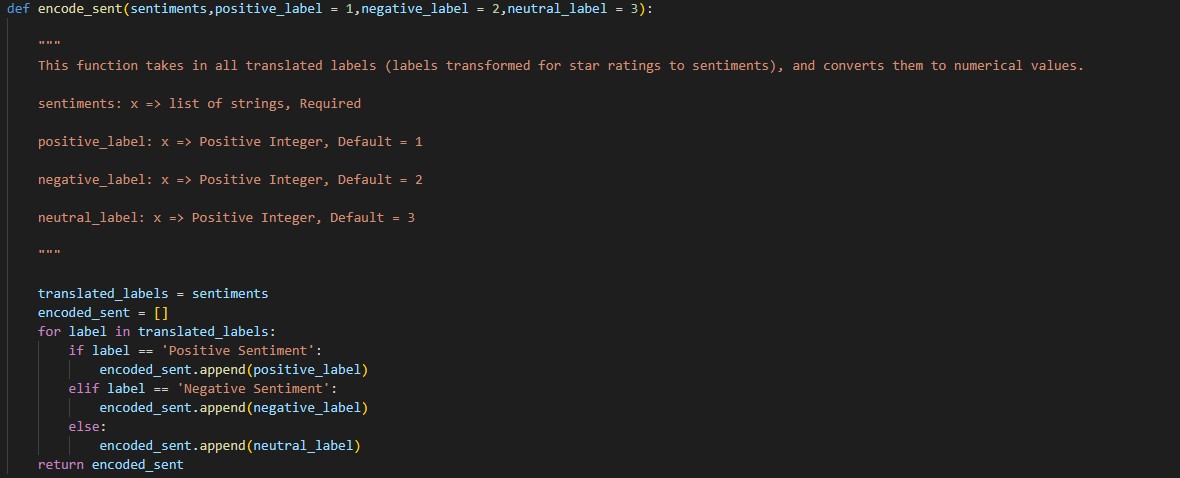 def encode_sent(sentiments,positive_label = 1,negative_label = 2,neutral_label = 3):
    """
    This function takes in all translated labels (labels transformed for star ratings to sentiments), and converts them to numerical values.
    sentiments: x => list of strings, Required
    positive_label: x => Positive Integer, Default = 1
    negative_label: x => Positive Integer, Default = 2
    neutral_label: x => Positive Integer, Default = 3
    """
    translated_labels = sentiments
    encoded_sent = []
    for label in translated_labels:
        if label == 'Positive Sentiment':
            encoded_sent.append(positive_label)
        elif label == 'Negative Sentiment':
            encoded_sent.append(negative_label)
        else:
            encoded_sent.append(neutral_label)
    return encoded_sent